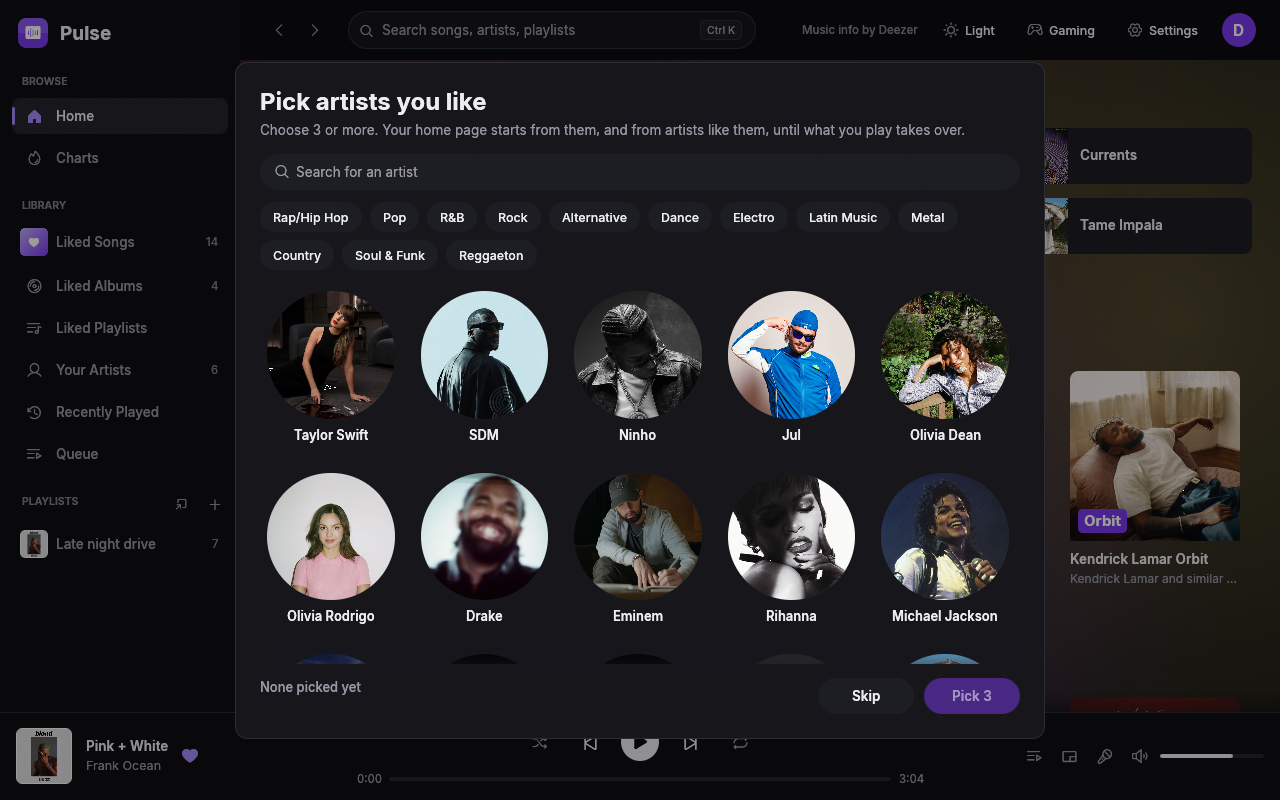 Pulse
Search songs, artists, playlists
Ctrl K
Music info by Deezer
Light
Gaming
Settings
D
BROWSE
Home
Charts
LIBRARY
Liked Songs 14
Liked Albums 4
Liked Playlists
Your Artists 6
Recently Played
Queue
PLAYLISTS
Late night drive 7
Pick artists you like
Choose 3 or more. Your home page starts from them, and from artists like them, until what you play takes over.
Search for an artist
Rap/Hip Hop Pop R&B Rock Alternative Dance Electro Latin Music Metal
Country Soul & Funk Reggaeton
Taylor Swift SDM Ninho Jul Olivia Dean
Olivia Rodrigo Drake Eminem Rihanna Michael Jackson
None picked yet
Skip
Pick 3
Currents
Tame Impala
Orbit
Kendrick Lamar Orbit
Kendrick Lamar and similar ...
blond
Pink + White
Frank Ocean
0:00
3:04